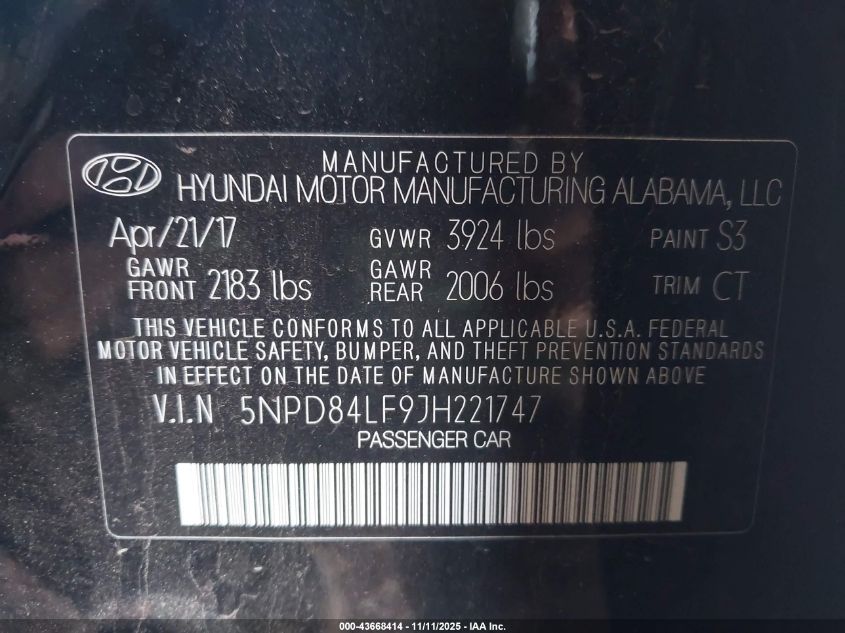 MANUFACTURED BY
HYUNDAI MOTOR MANUFACTURING ALABAMA, LLC
Apr/21/17 GVWR 3924 lbs PAINT S3
GAWR FRONT 2183 lbs GAWR REAR 2006 lbs TRIM CT
THIS VEHICLE CONFORMS TO ALL APPLICABLE U.S.A. FEDERAL
MOTOR VEHICLE SAFETY, BUMPER, AND THEFT PREVENTION STANDARDS
IN EFFECT ON THE DATE OF MANUFACTURE SHOWN ABOVE
V.I.N 5NPD84LF9JH221747
PASSENGER CAR
000-43668414 - 11/11/2025 - IAA Inc.